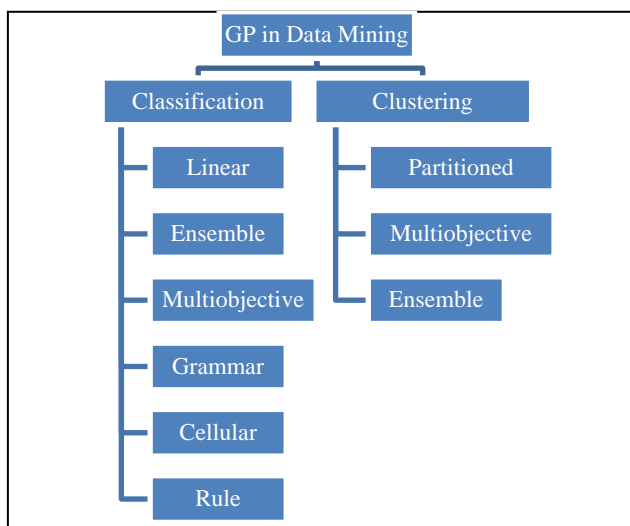 GP in Data Mining
Classification
Linear
Ensemble
Multiobjective
Grammar
Cellular
Rule
Clustering
Partitioned
Multiobjective
Ensemble